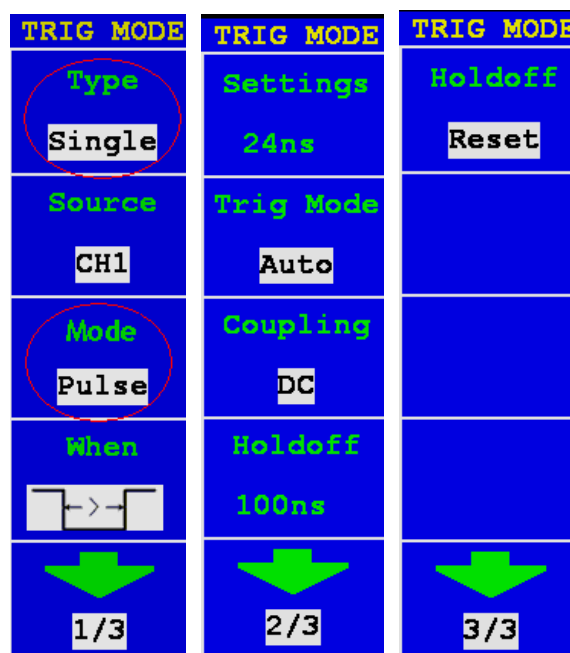 TRIG MODE
Type
Single
Source
CH1
Mode
Pulse
When
1/3
TRIG MODE
Settings
24ns
Trig Mode
Auto
Coupling
DC
Holdoff
100ns
2/3
TRIG MODE
Holdoff
Reset
3/3